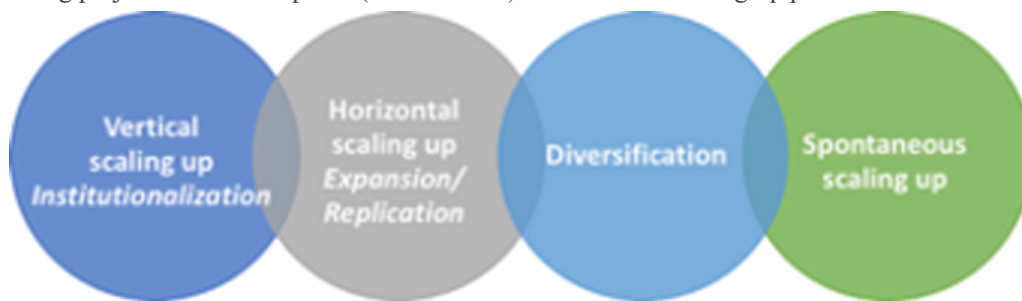 Vertical
scaling up
Institutionalization
Horizontal
scaling up
Expansion/
Replication
Diversification
Spontaneous
scaling up